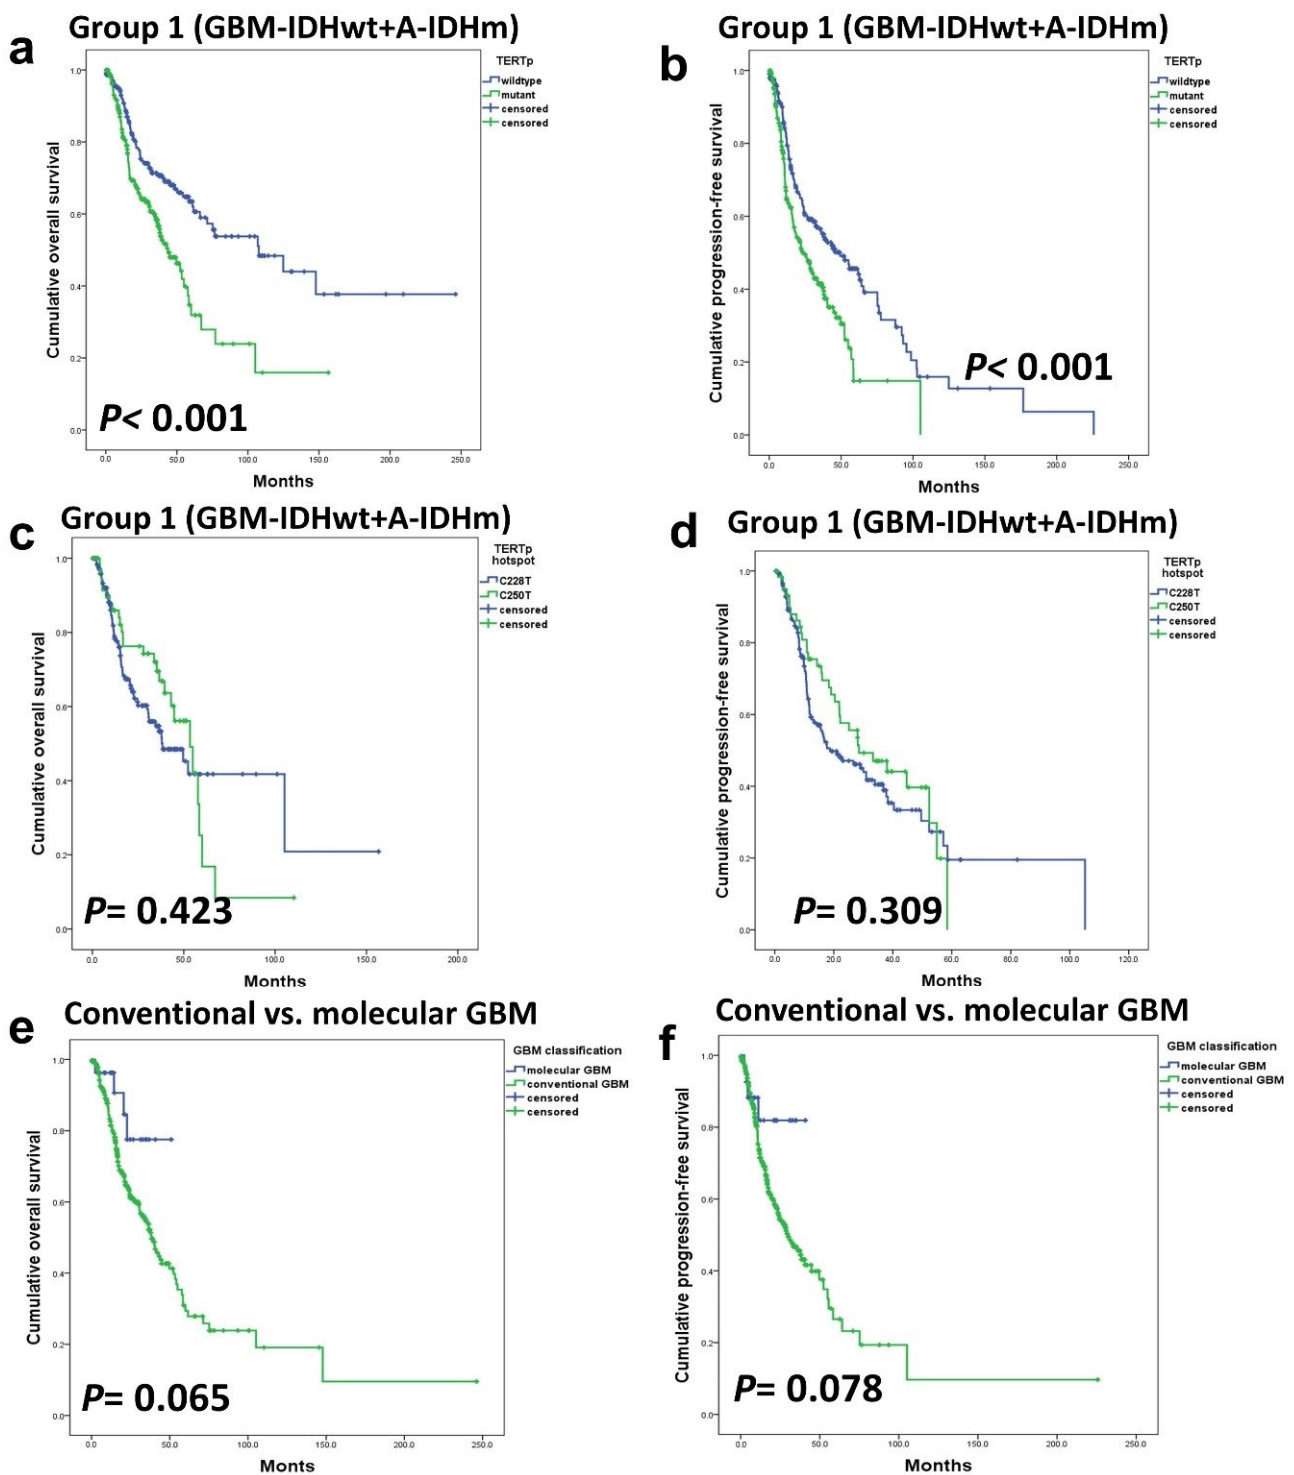 a
Group 1 (GBM-IDHwt+A-IDHm)
TERTp
wildtype
mutant
censored
censored
Cumulative overall survival
1.0
0.8
0.6
0.4
0.2
0.0
P< 0.001
0.0 50.0 100.0 150.0 200.0 250.0
Months
b
Group 1 (GBM-IDHwt+A-IDHm)
TERTp
wildtype
mutant
censored
censored
Cumulative progression-free survival
1.0
0.8
0.6
0.4
0.2
0.0
P< 0.001
0.0 50.0 100.0 150.0 200.0 250.0
Months
c
Group 1 (GBM-IDHwt+A-IDHm)
TERTp
hotspot
C228T
C250T
censored
censored
Cumulative overall survival
1.0
0.8
0.6
0.4
0.2
0.0
P= 0.423
0.0 50.0 100.0 150.0 200.0
Months
d
Group 1 (GBM-IDHwt+A-IDHm)
TERTp
hotspot
C228T
C250T
censored
censored
Cumulative progression-free survival
1.0
0.8
0.6
0.4
0.2
0.0
P= 0.309
0.0 20.0 40.0 60.0 80.0 100.0 120.0
Months
e
Conventional vs. molecular GBM
GBM classification
molecular GBM
conventional GBM
censored
censored
Cumulative overall survival
1.0
0.8
0.6
0.4
0.2
0.0
P= 0.065
0.0 50.0 100.0 150.0 200.0 250.0
Monts
f
Conventional vs. molecular GBM
GBM classification
molecular GBM
conventional GBM
censored
censored
Cumulative progression-free survival
1.0
0.8
0.6
0.4
0.2
0.0
P= 0.078
0.0 50.0 100.0 150.0 200.0 250.0
Months